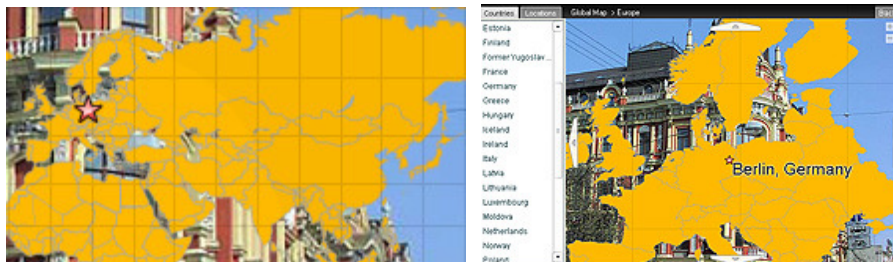 Countries Locations Global Map > Europe
Estonia
Finland
Former Yugoslav...
France
Germany
Greece
Hungary
Iceland
Ireland
Italy
Latvia
Lithuania
Luxembourg
Moldova
Netherlands
Norway
Poland
Berlin, Germany